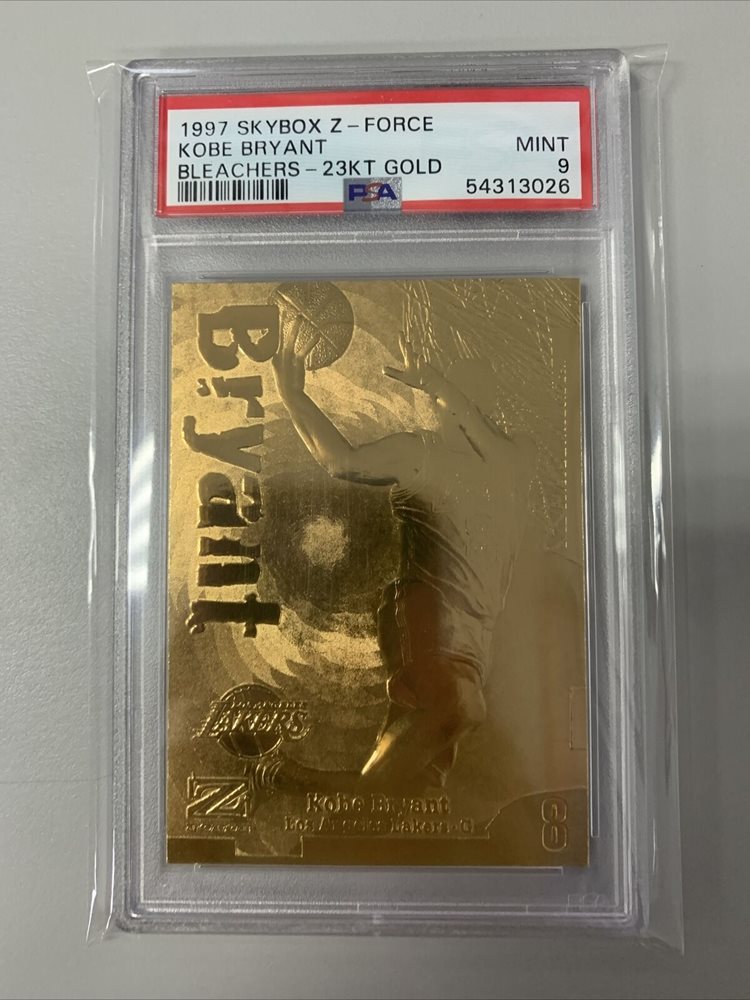 1997 SKYBOX Z-FORCE
KOBE BRYANT MINT
BLEACHERS-23KT GOLD 9
PSA 54313026
Bryant
LAKERS
Z
Kobe Bryant
Los Angeles Lakers-G
8